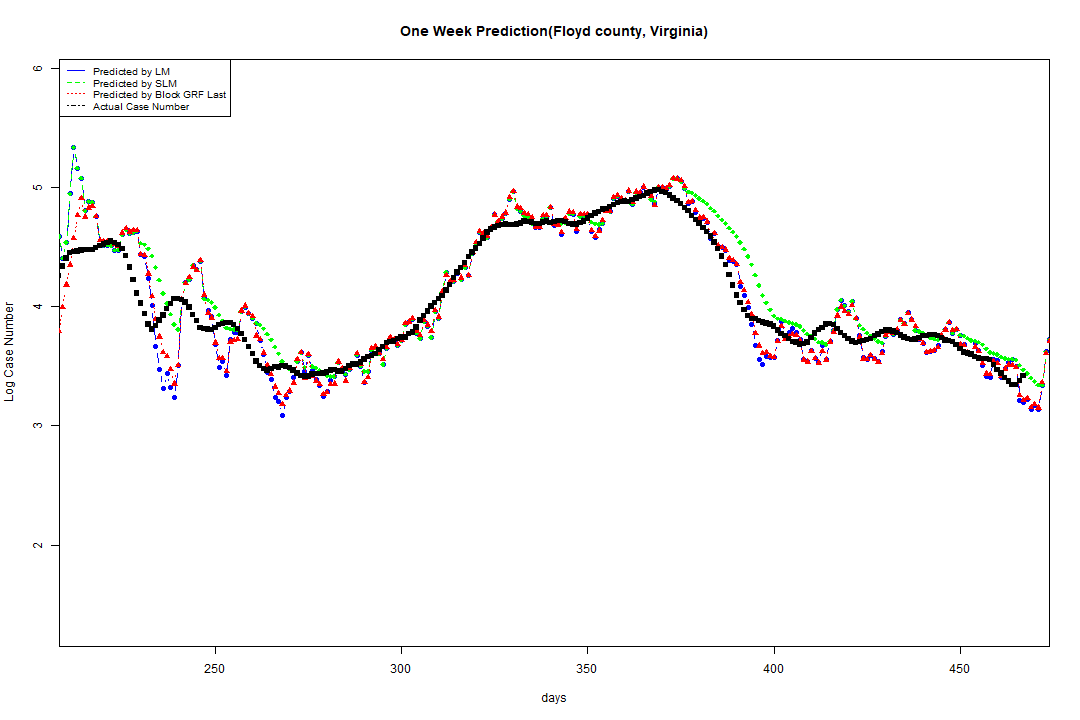 One Week Prediction(Floyd county, Virginia)
Predicted by LM
Predicted by SLM
Predicted by Block GRF Last
Actual Case Number
6
5
4
3
2
Log Case Number
250
300
350
400
450
days